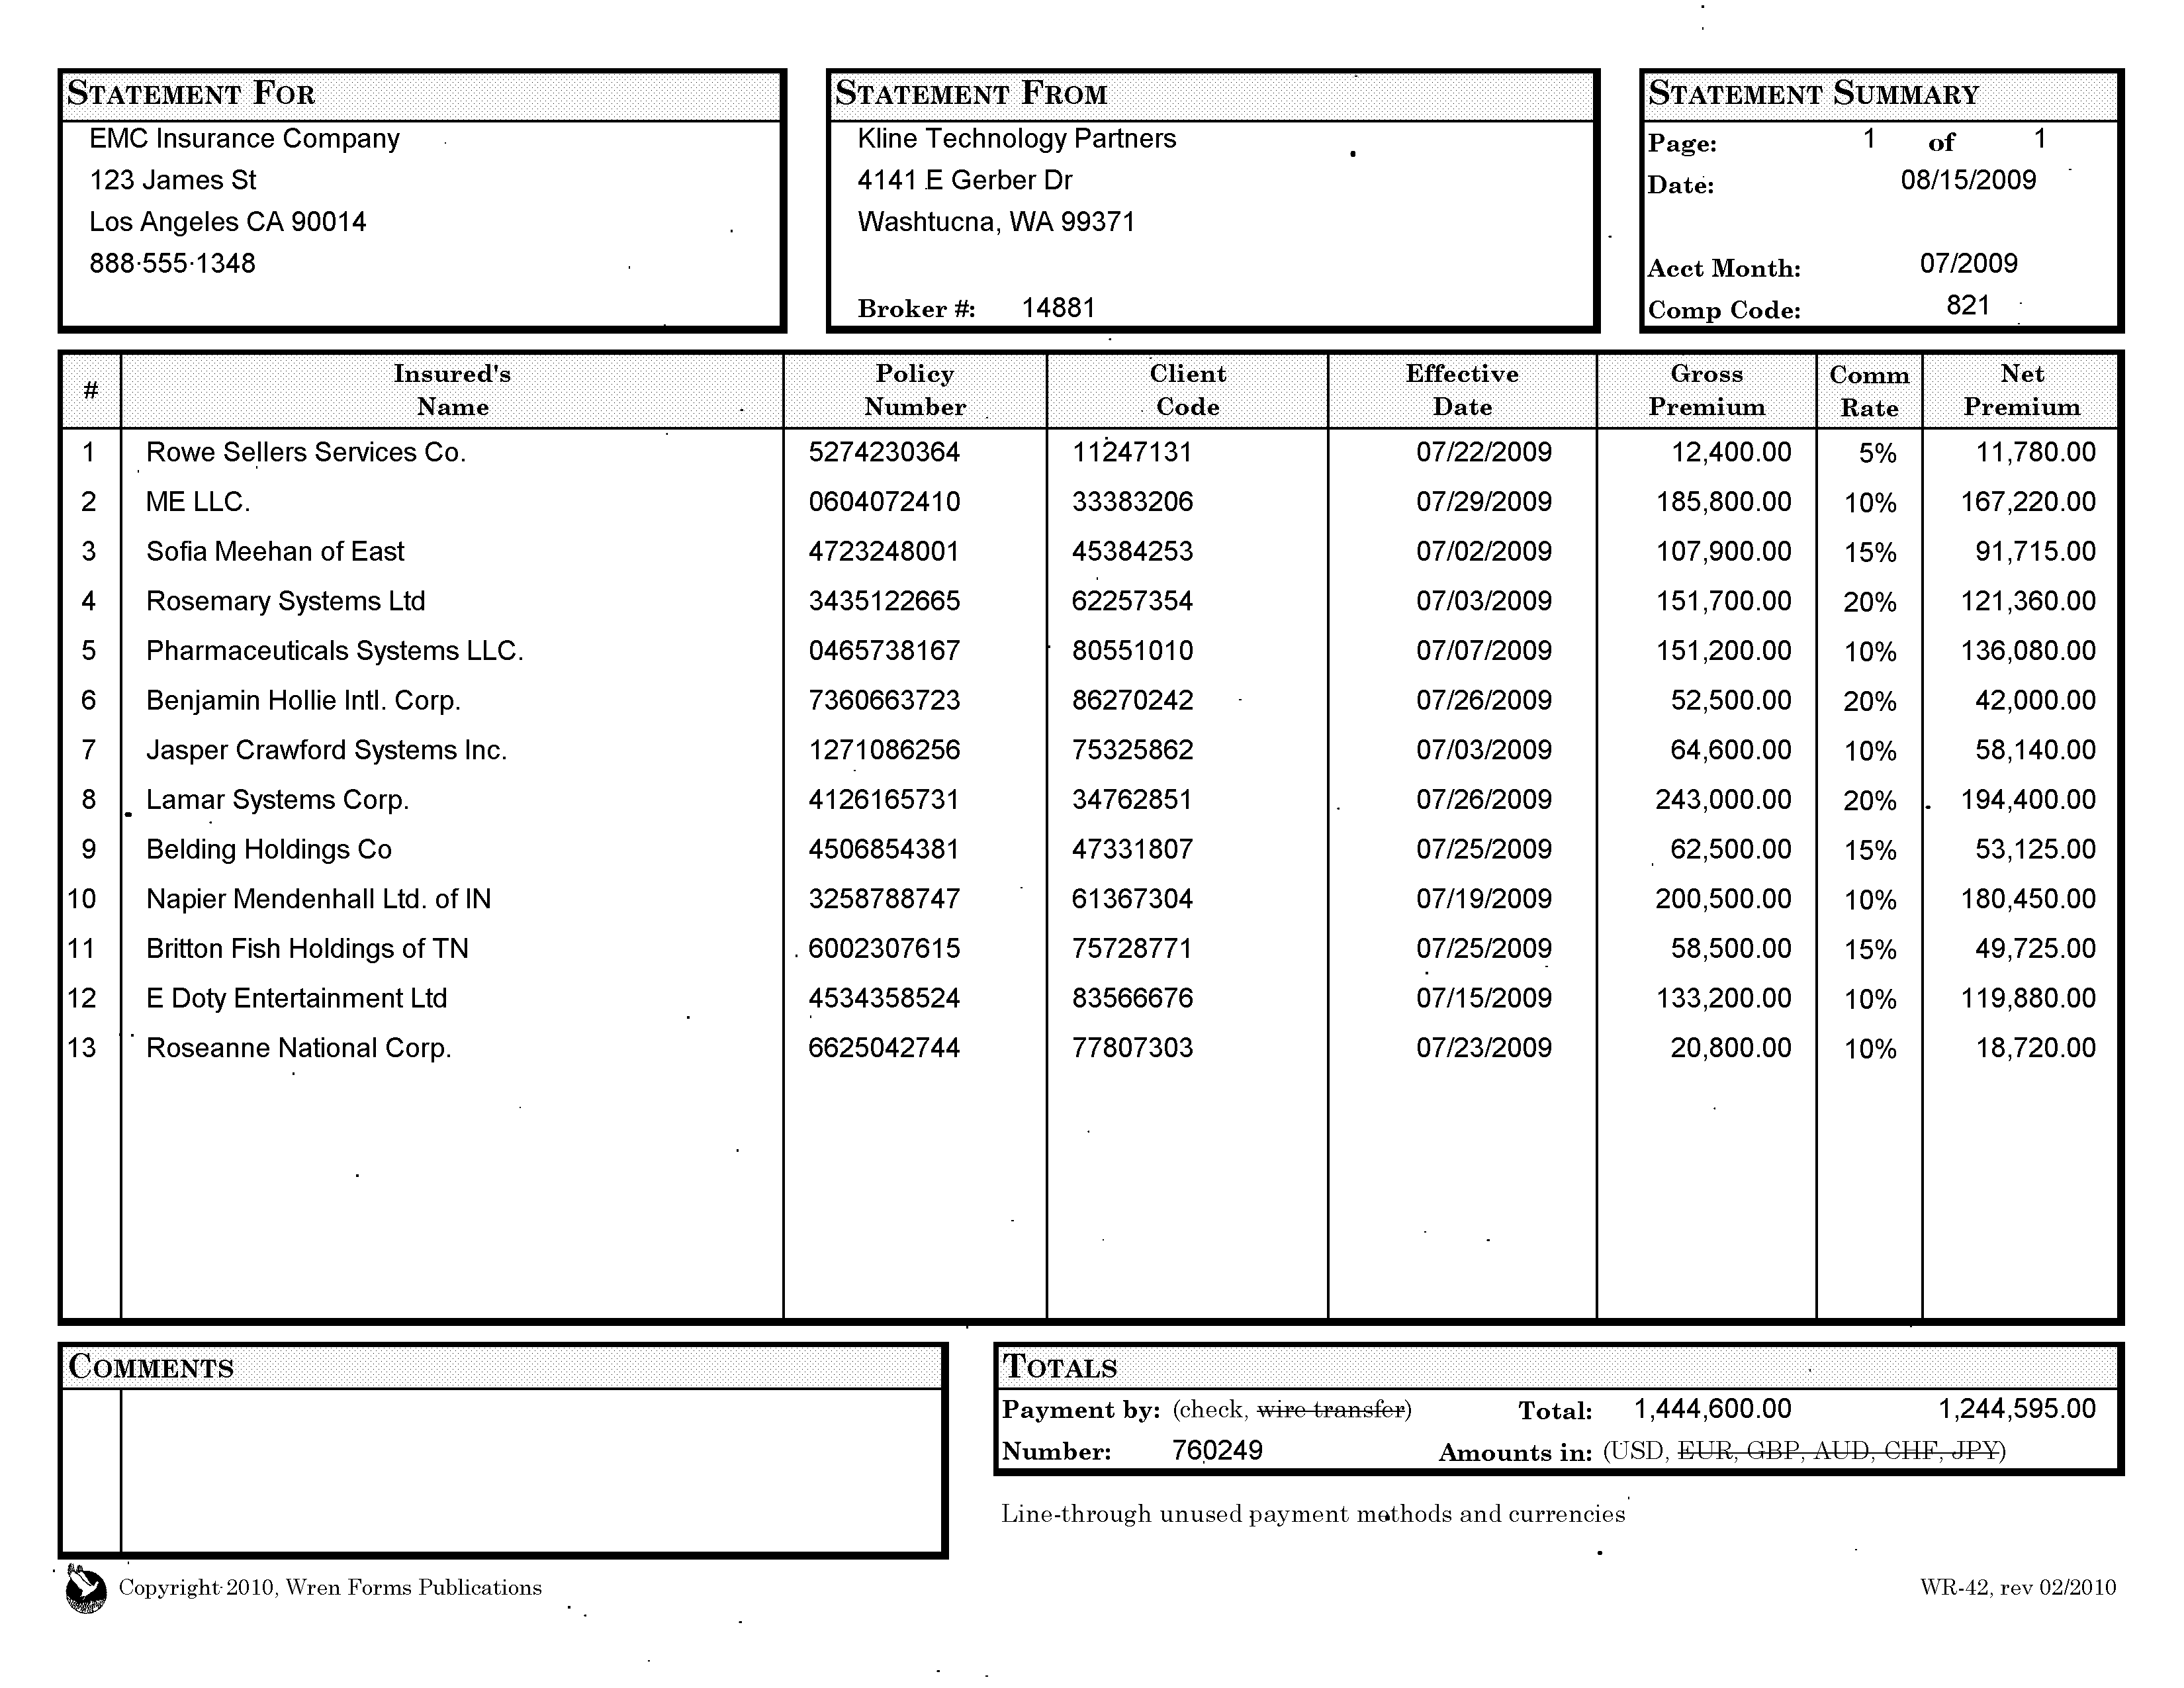 STATEMENT FOR
EMC Insurance Company
123 James St
Los Angeles CA 90014
888-555-1348
STATEMENT FROM
Kline Technology Partners
4141 E Gerber Dr
Washtucna, WA 99371
Broker #: 14881
STATEMENT SUMMARY
Page: 1 of 1
Date: 08/15/2009
Acct Month: 07/2009
Comp Code: 821
# Insured's Name Policy Number Client Code Effective Date Gross Premium Comm Rate Net Premium
1 Rowe Sellers Services Co. 5274230364 11247131 07/22/2009 12,400.00 5% 11,780.00
2 ME LLC. 0604072410 33383206 07/29/2009 185,800.00 10% 167,220.00
3 Sofia Meehan of East 4723248001 45384253 07/02/2009 107,900.00 15% 91,715.00
4 Rosemary Systems Ltd 3435122665 62257354 07/03/2009 151,700.00 20% 121,360.00
5 Pharmaceuticals Systems LLC. 0465738167 80551010 07/07/2009 151,200.00 10% 136,080.00
6 Benjamin Hollie Intl. Corp. 7360663723 86270242 07/26/2009 52,500.00 20% 42,000.00
7 Jasper Crawford Systems Inc. 1271086256 75325862 07/03/2009 64,600.00 10% 58,140.00
8 Lamar Systems Corp. 4126165731 34762851 07/26/2009 243,000.00 20% 194,400.00
9 Belding Holdings Co 4506854381 47331807 07/25/2009 62,500.00 15% 53,125.00
10 Napier Mendenhall Ltd. of IN 3258788747 61367304 07/19/2009 200,500.00 10% 180,450.00
11 Britton Fish Holdings of TN 6002307615 75728771 07/25/2009 58,500.00 15% 49,725.00
12 E Doty Entertainment Ltd 4534358524 83566676 07/15/2009 133,200.00 10% 119,880.00
13 Roseanne National Corp. 6625042744 77807303 07/23/2009 20,800.00 10% 18,720.00
COMMENTS
TOTALS
Payment by: (check, wire transfer) Total: 1,444,600.00 1,244,595.00
Number: 760249 Amounts in: (USD, EUR, GBP, AUD, CHF, JPY)
Line-through unused payment methods and currencies
Copyright 2010, Wren Forms Publications
WR-42, rev 02/2010